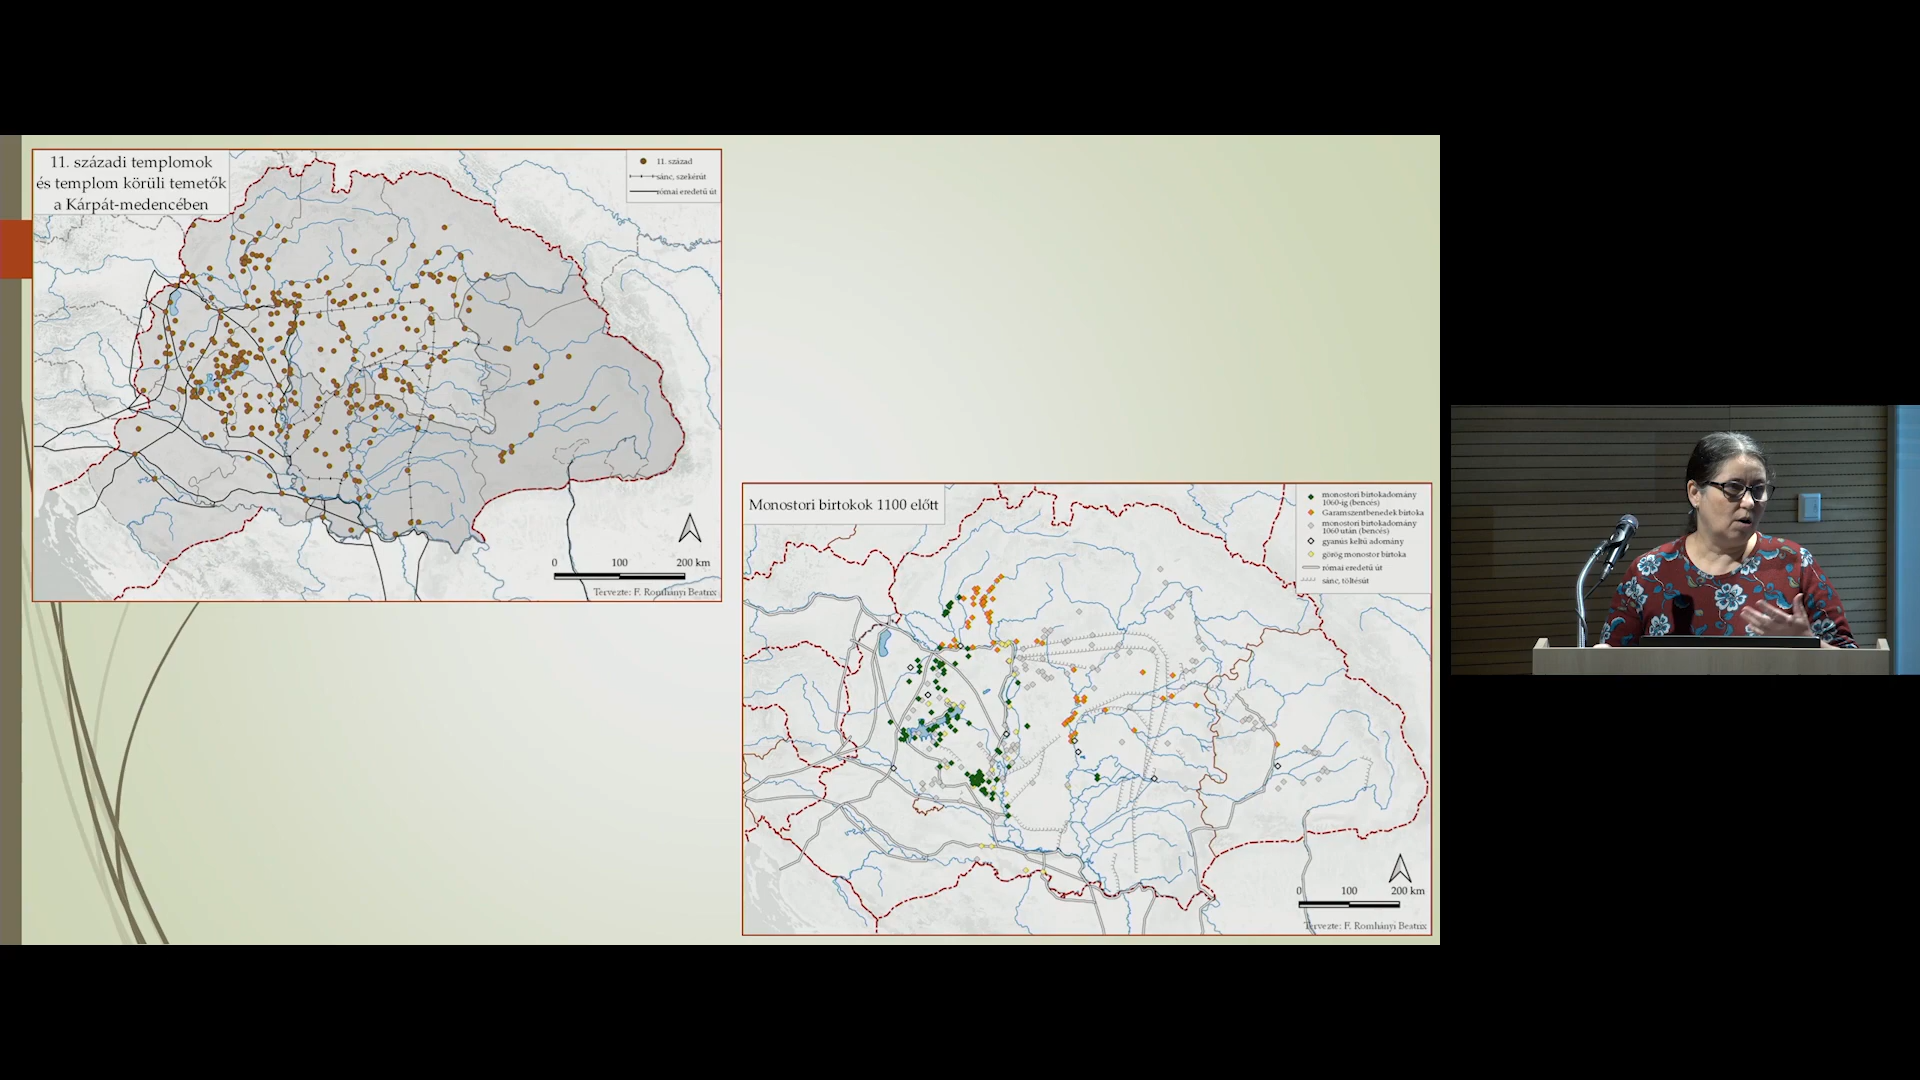 11. századi templomok
és templom körüli temetők
a Kárpát-medencében
11. század
sánc, szekérút
római eredetű út
0 100 200 km
Tervezte: F. Romhányi Beatrix
Monostori birtokok 1100 előtt
monostori birtokadomány
1060-ig (bencés)
Garamszentbenedek birtoka
monostori birtokadomány
1060 után (bencés)
gyanús keltű adomány
görög monostor birtoka
római eredetű út
sánc, töltésút
0 100 200 km
Tervezte: F. Romhányi Beatrix